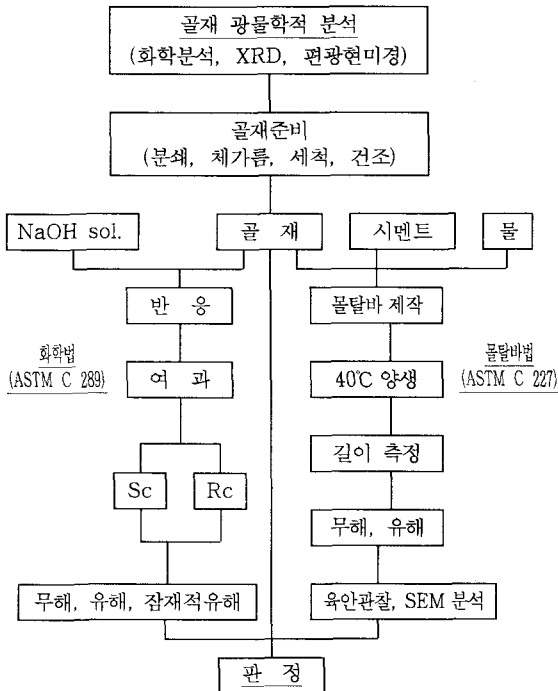 골재 광물학적 분석
(화학분석, XRD, 편광현미경)
골재준비
(분쇄, 체가름, 세척, 건조)
NaOH sol.
골 재
시멘트
물
반 응
몰탈바 제작
화학법
(ASTM C 289)
여 과
40℃ 양생
몰탈바법
(ASTM C 227)
길이 측정
Sc
Rc
무해, 유해
무해, 유해, 잠재적유해
육안관찰, SEM 분석
판 정